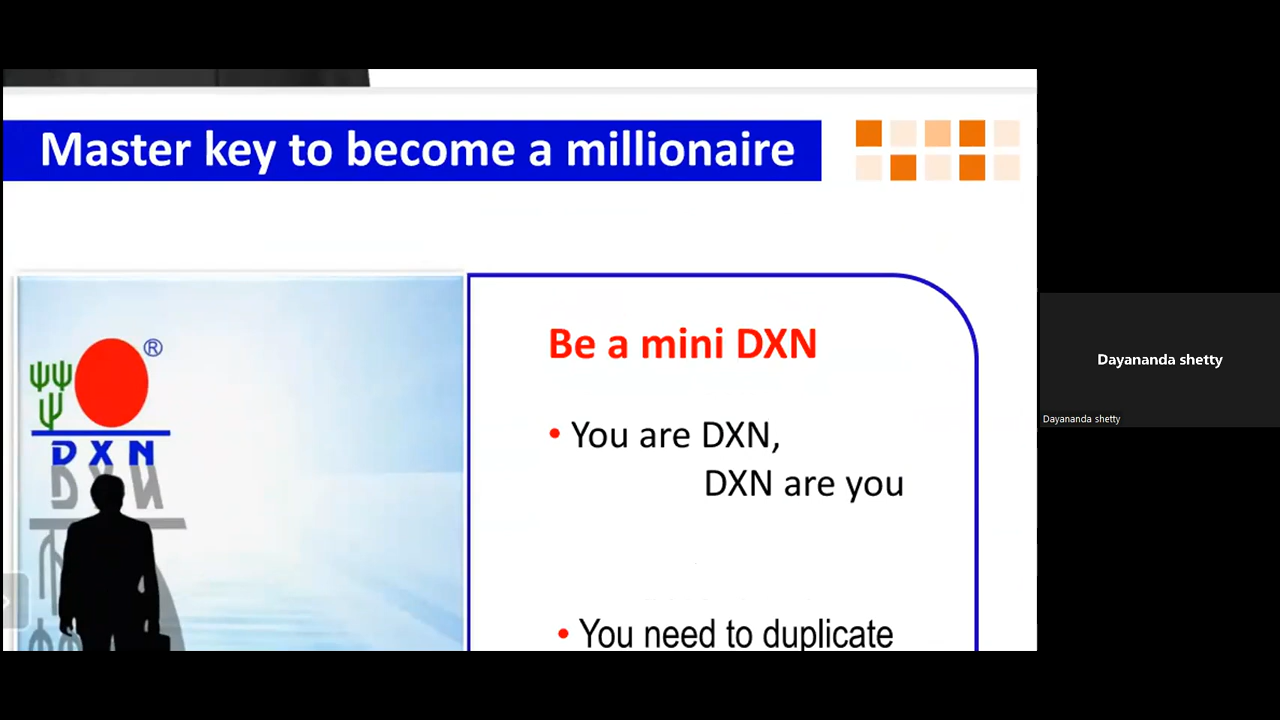 Master key to become a millionaire
®
DXN
Be a mini DXN
• You are DXN,
DXN are you
• You need to duplicate
Dayananda shetty
Dayananda shetty